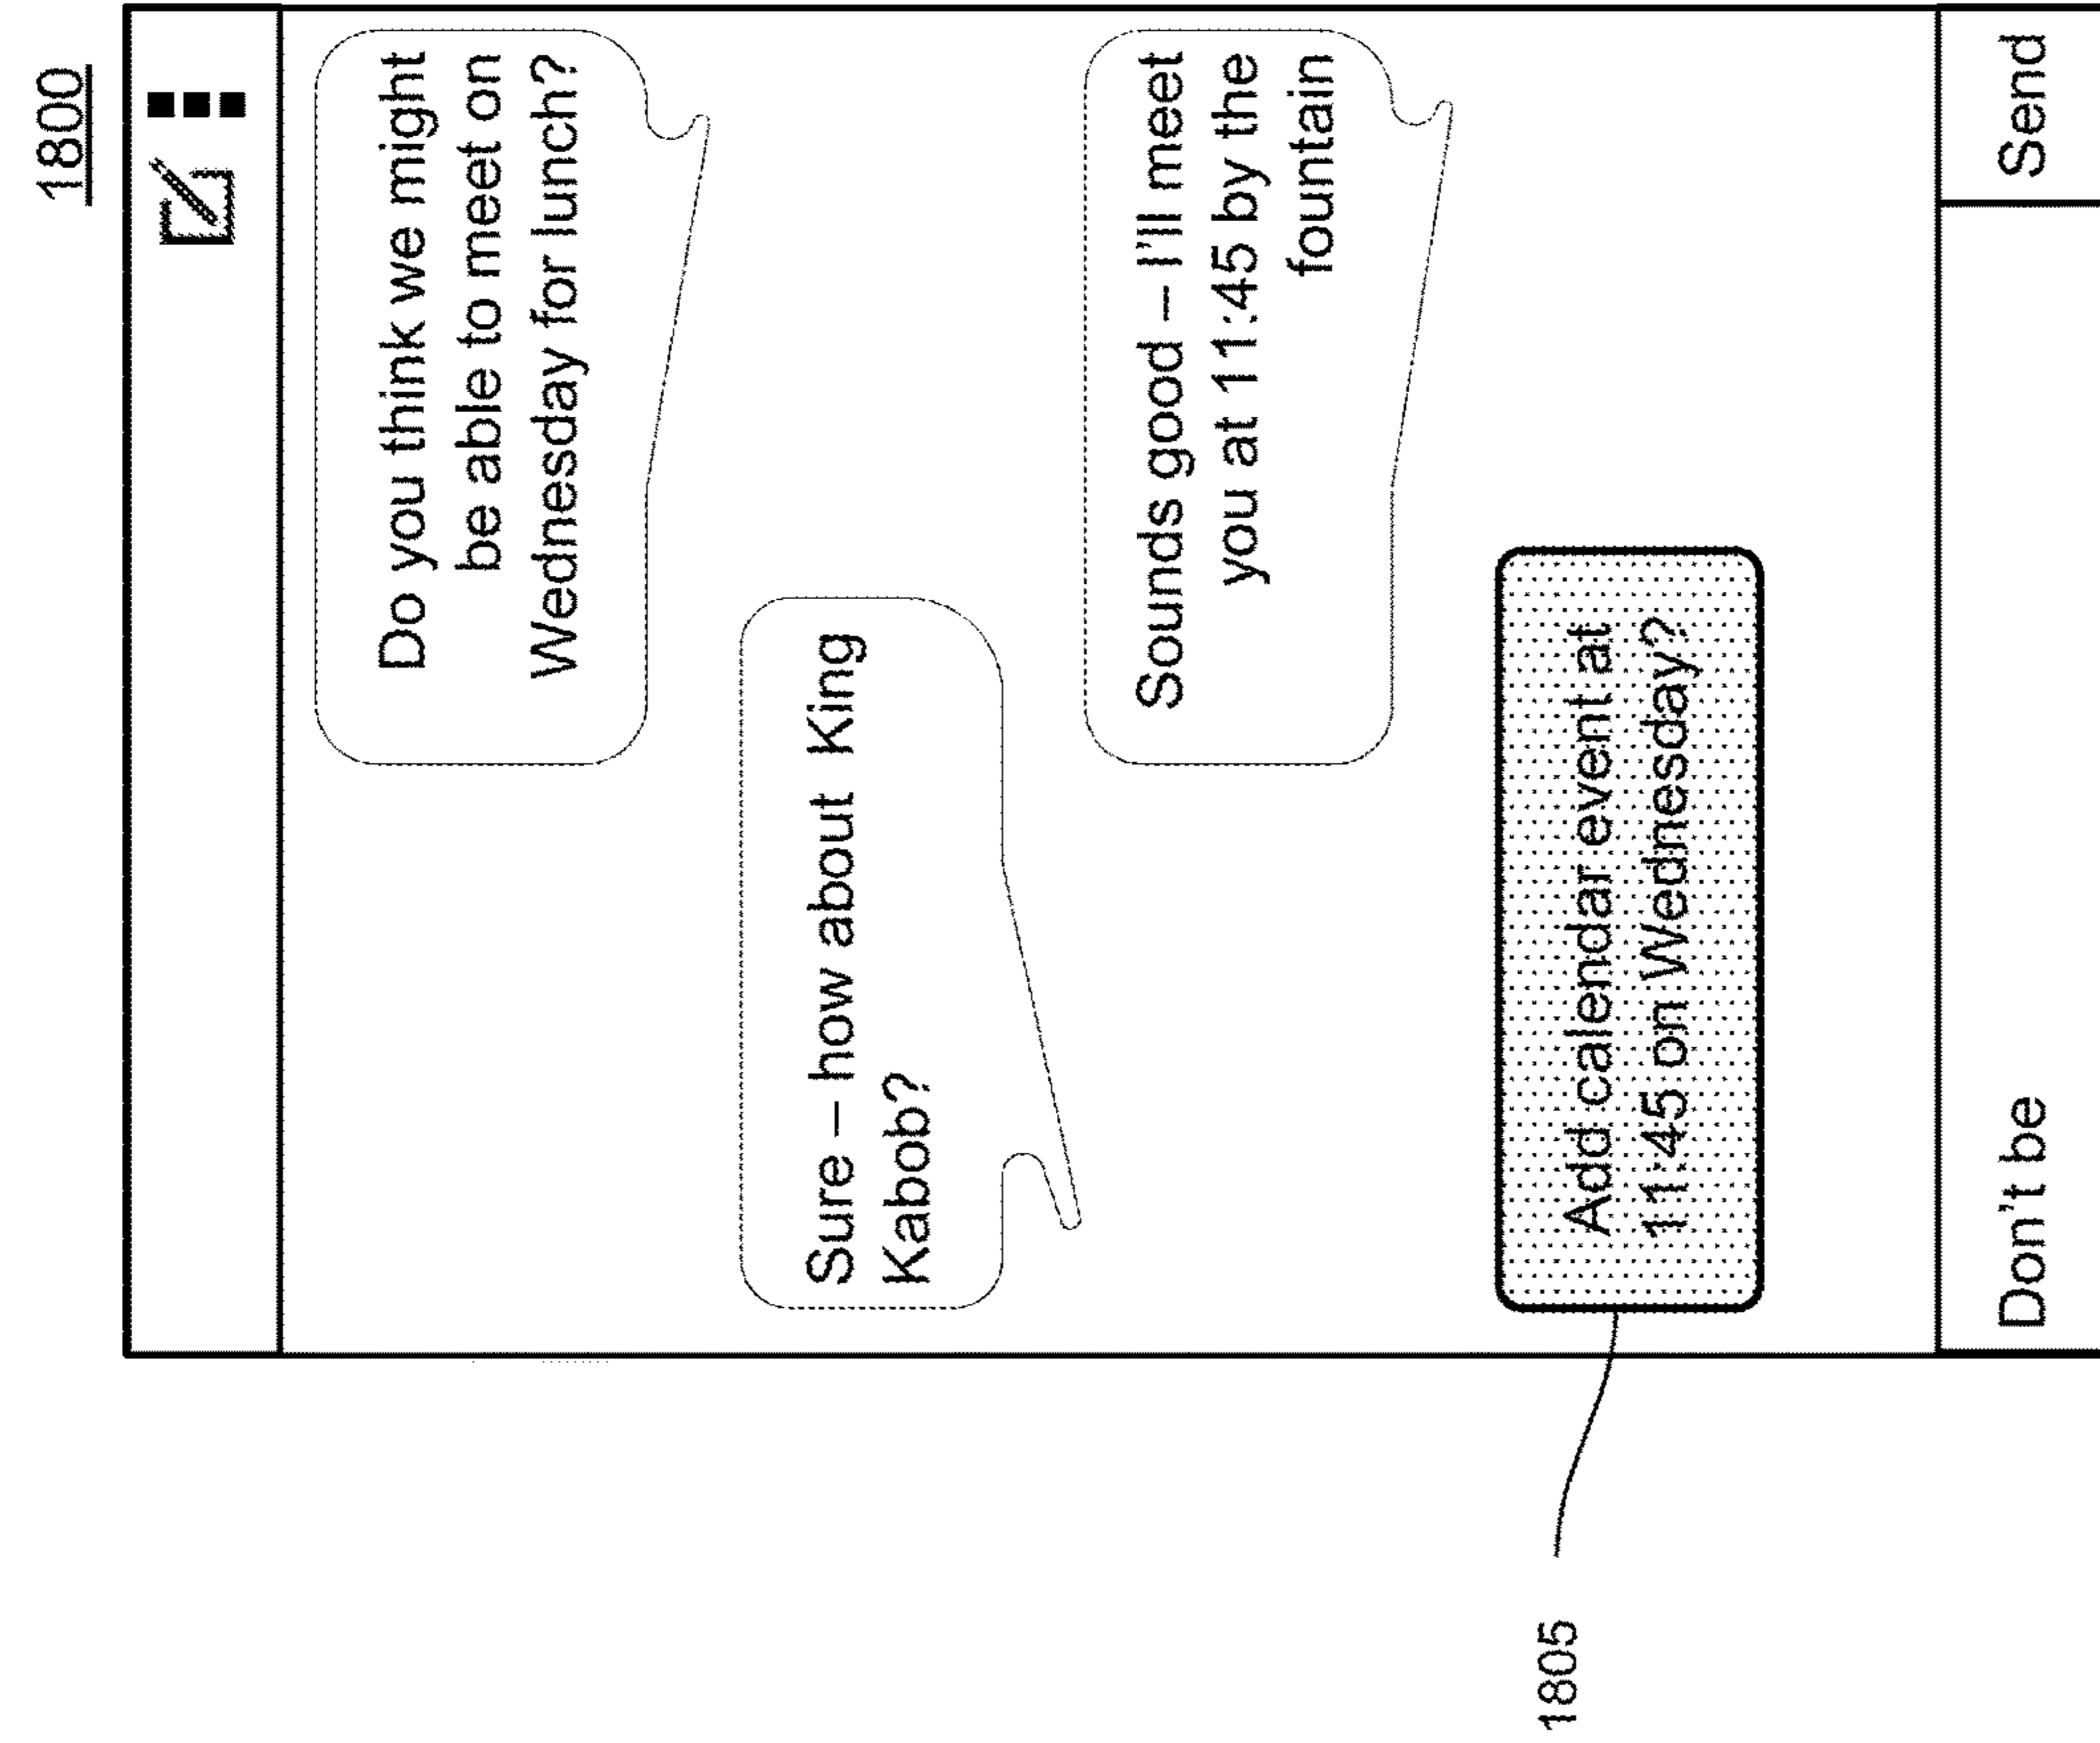 1800
Do you think we might
be able to meet on
Wednesday for lunch?
Sure – how about King
Kabob?
Sounds good – I'll meet
you at 11:45 by the
fountain
Add calendar event at
11:45 on Wednesday?
1805
Don't be
Send